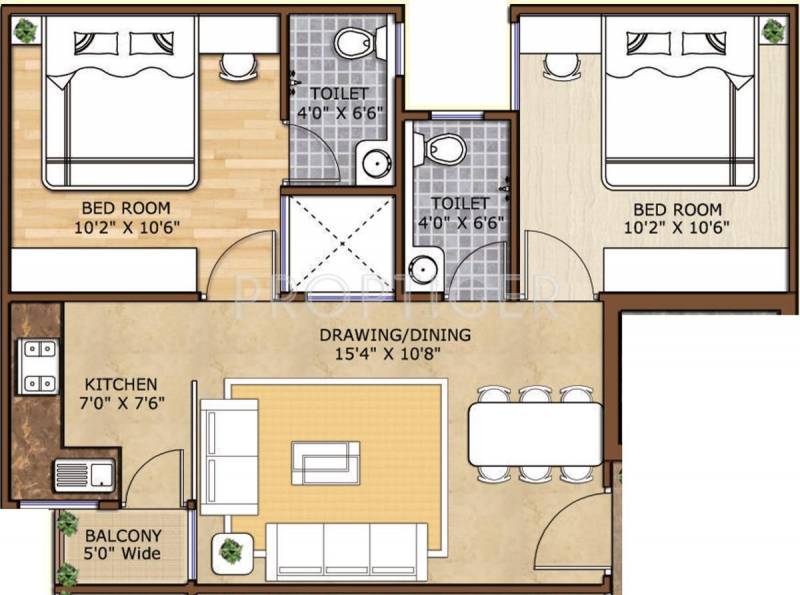 TOILET
4'0" X 6'6"
BED ROOM
10'2" X 10'6"
TOILET
4'0" X 6'6"
BED ROOM
10'2" X 10'6"
PROPTIGER
DRAWING/DINING
15'4" X 10'8"
KITCHEN
7'0" X 7'6"
BALCONY
5'0" Wide